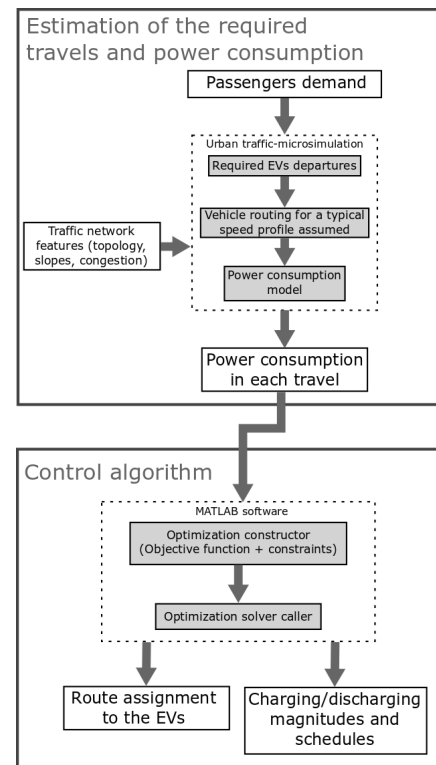 Estimation of the required
travels and power consumption
Passengers demand
Urban traffic-microsimulation
Required EVs departures
Vehicle routing for a typical
speed profile assumed
Traffic network
features (topology,
slopes, congestion)
Power consumption
model
Power consumption
in each travel
Control algorithm
MATLAB software
Optimization constructor
(Objective function + constraints)
Optimization solver caller
Route assignment
to the EVs
Charging/discharging
magnitudes and
schedules